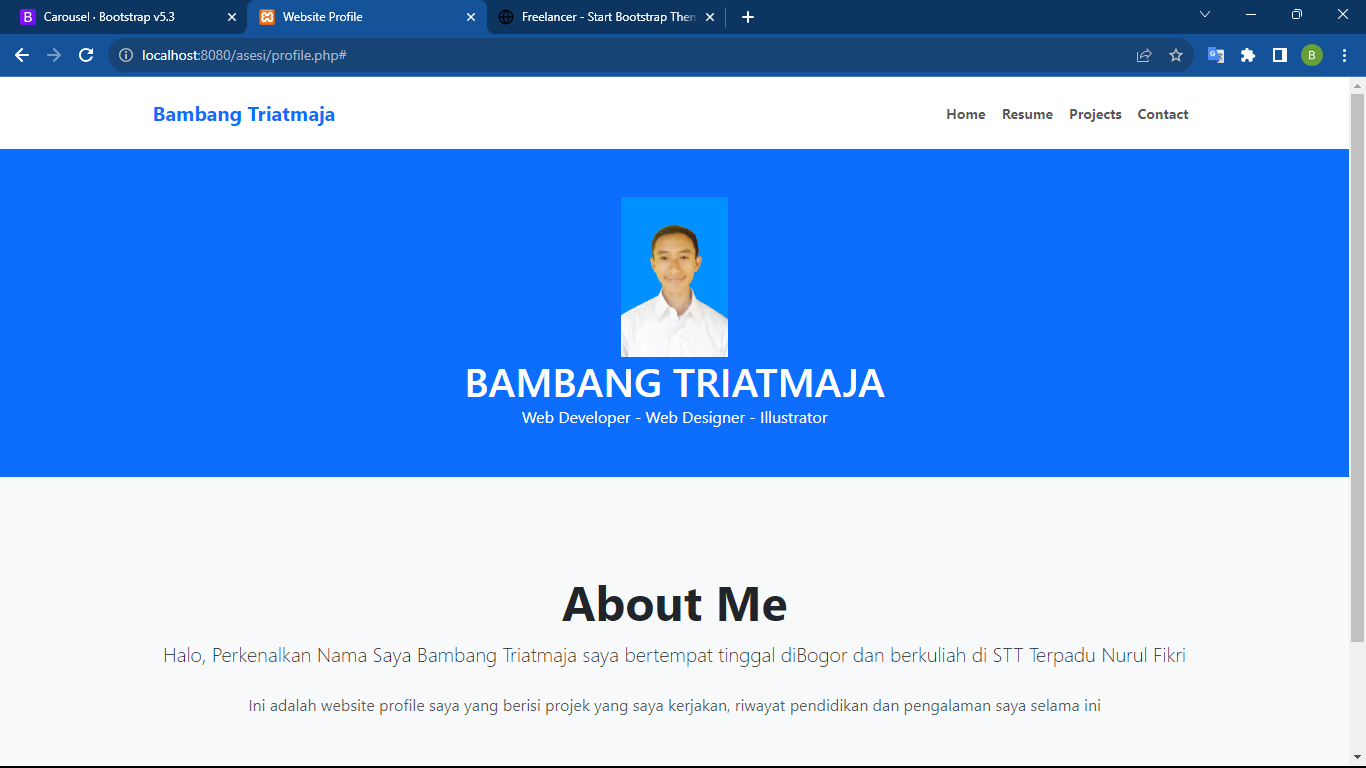 Carousel · Bootstrap v5.3
Website Profile
Freelancer - Start Bootstrap Them
localhost:8080/asesi/profile.php#
B
Bambang Triatmaja
Home Resume Projects Contact
BAMBANG TRIATMAJA
Web Developer - Web Designer - Illustrator
About Me
Halo, Perkenalkan Nama Saya Bambang Triatmaja saya bertempat tinggal diBogor dan berkuliah di STT Terpadu Nurul Fikri
Ini adalah website profile saya yang berisi projek yang saya kerjakan, riwayat pendidikan dan pengalaman saya selama ini